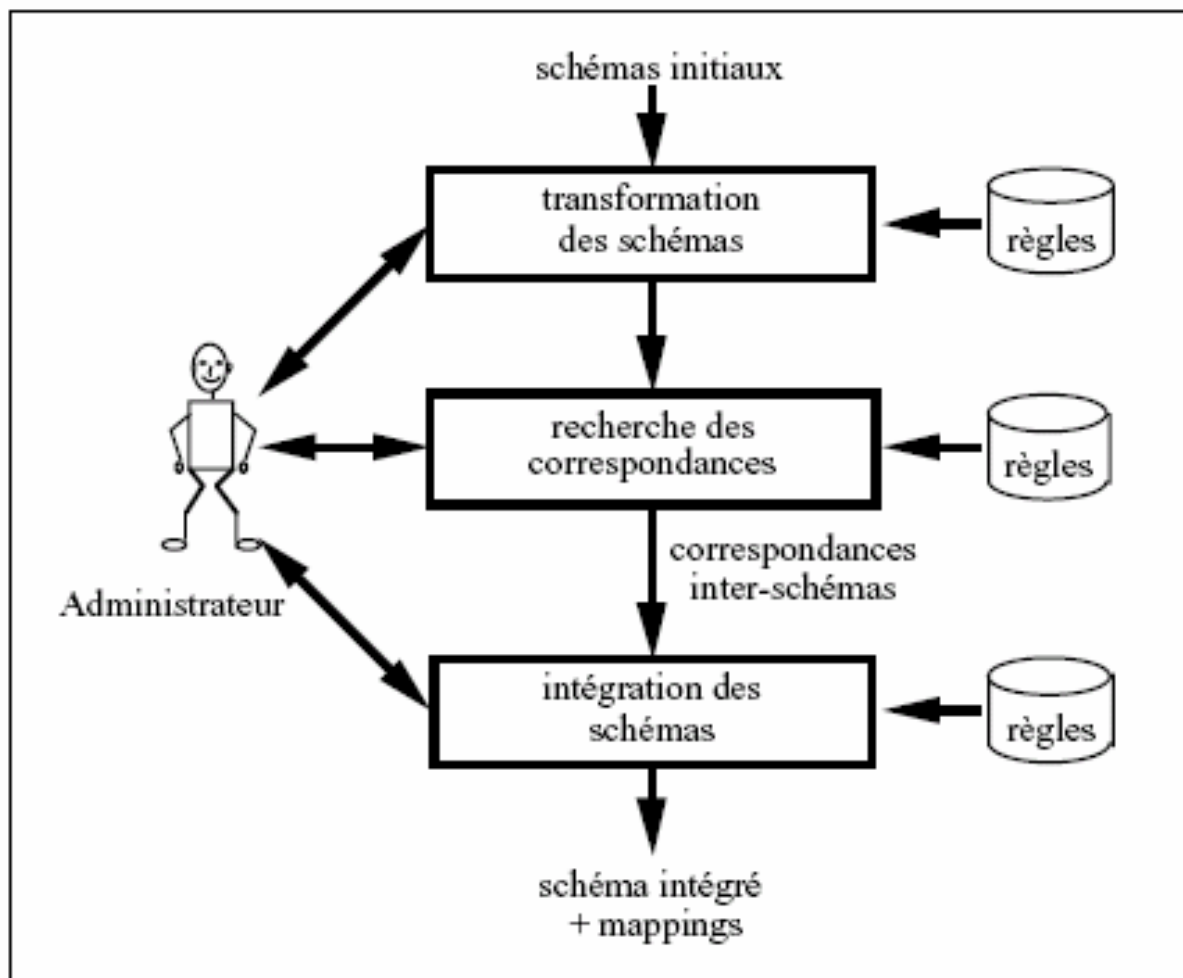 schémas initiaux
transformation
des schémas
règles
recherche des
correspondances
règles
correspondances
inter-schémas
Administrateur
intégration des
schémas
règles
schéma intégré
+ mappings